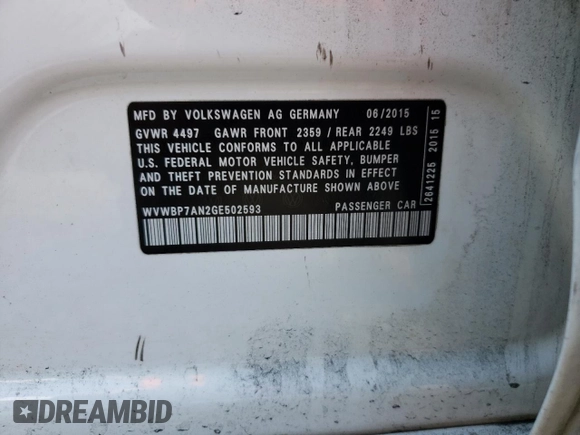 MFD BY VOLKSWAGEN AG GERMANY 06/2015
GVWR 4497 GAWR FRONT 2359 / REAR 2249 LBS
THIS VEHICLE CONFORMS TO ALL APPLICABLE
U.S. FEDERAL MOTOR VEHICLE SAFETY, BUMPER
AND THEFT PREVENTION STANDARDS IN EFFECT
ON THE DATE OF MANUFACTURE SHOWN ABOVE
WVWBP7AN2GE502593 PASSENGER CAR
2641225 2015 15
DREAMBID